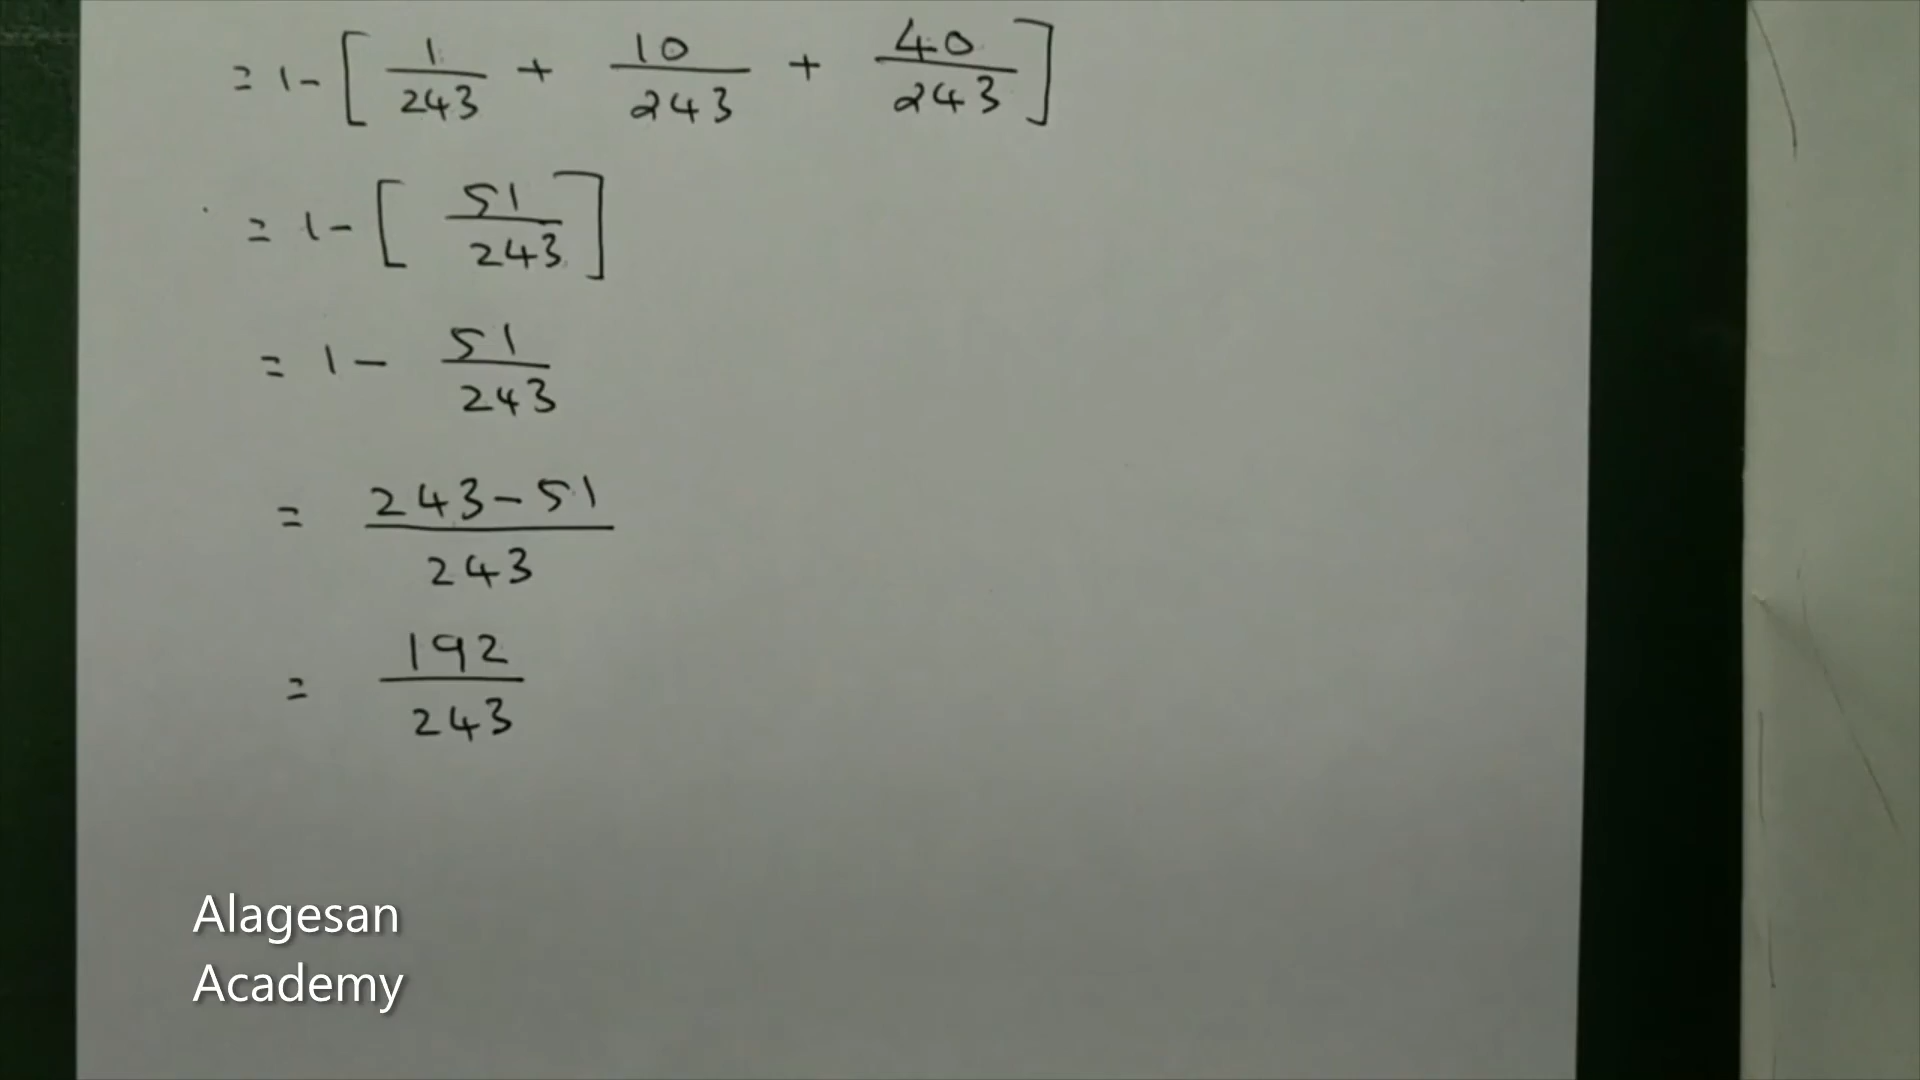 = 1 - [ 1/243 + 10/243 + 40/243 ]
= 1 - [ 51/243 ]
= 1 - 51/243
= 243 - 51 / 243
= 192/243
Alagesan
Academy